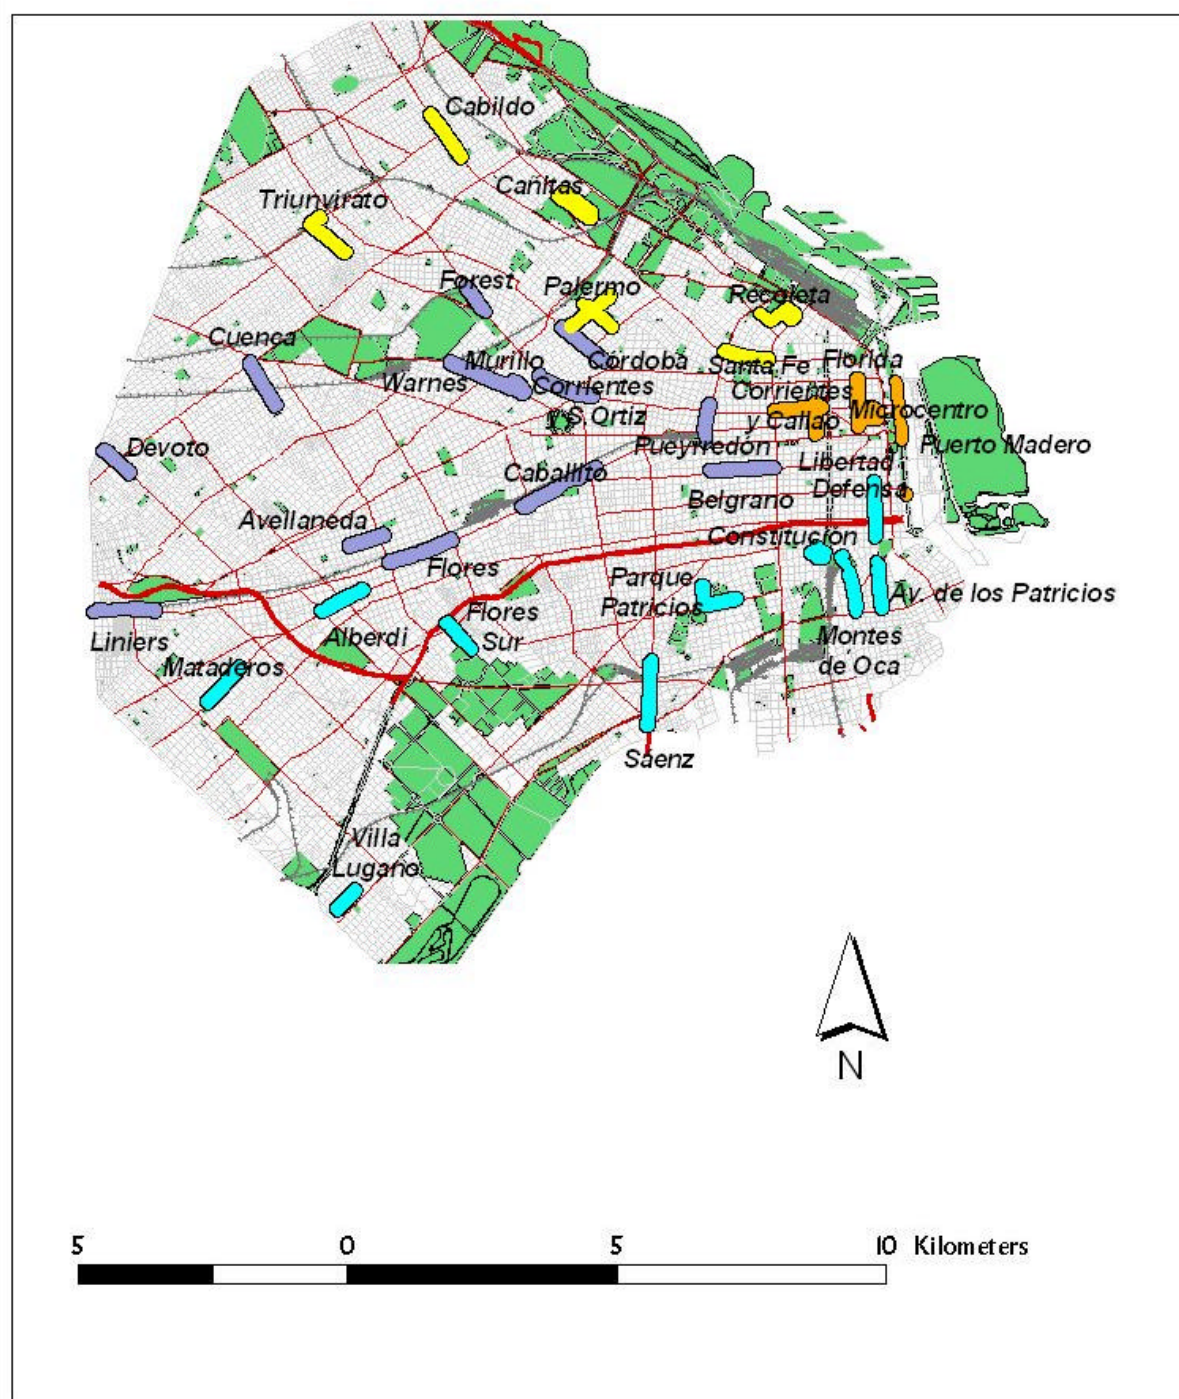 Cabildo
Cañitas
Triunvirato
Forest
Palermo
Recoleta
Cuenca
Murillo
Córdoba
Santa Fe
Florida
Warnes
Corrientes
y S.Ortiz
Corrientes
y Callao
Microcentro
Devoto
Pueyrredón
Puerto Madero
Caballito
Libertad
Belgrano
Defensa
Avellaneda
Constitución
Flores
Parque
Patricios
Av. de los Patricios
Liniers
Alberdi
Flores
Sur
Montes
de Oca
Mataderos
Sáenz
Villa
Lugano
N
5 0 5 10 Kilometers